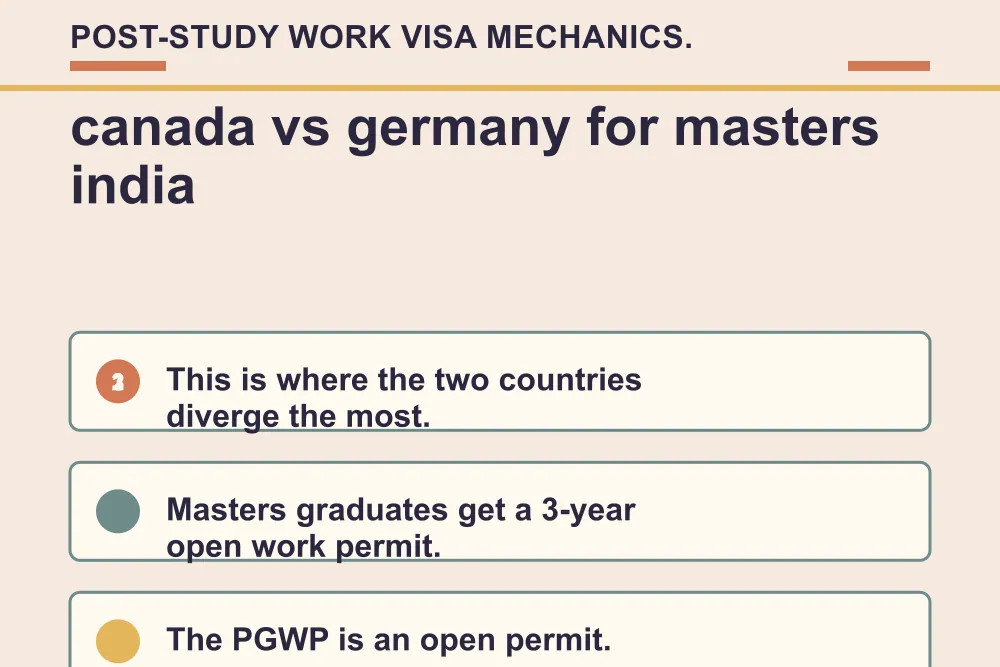 POST-STUDY WORK VISA MECHANICS.
canada vs germany for masters
india
This is where the two countries
diverge the most.
Masters graduates get a 3-year
open work permit.
The PGWP is an open permit.